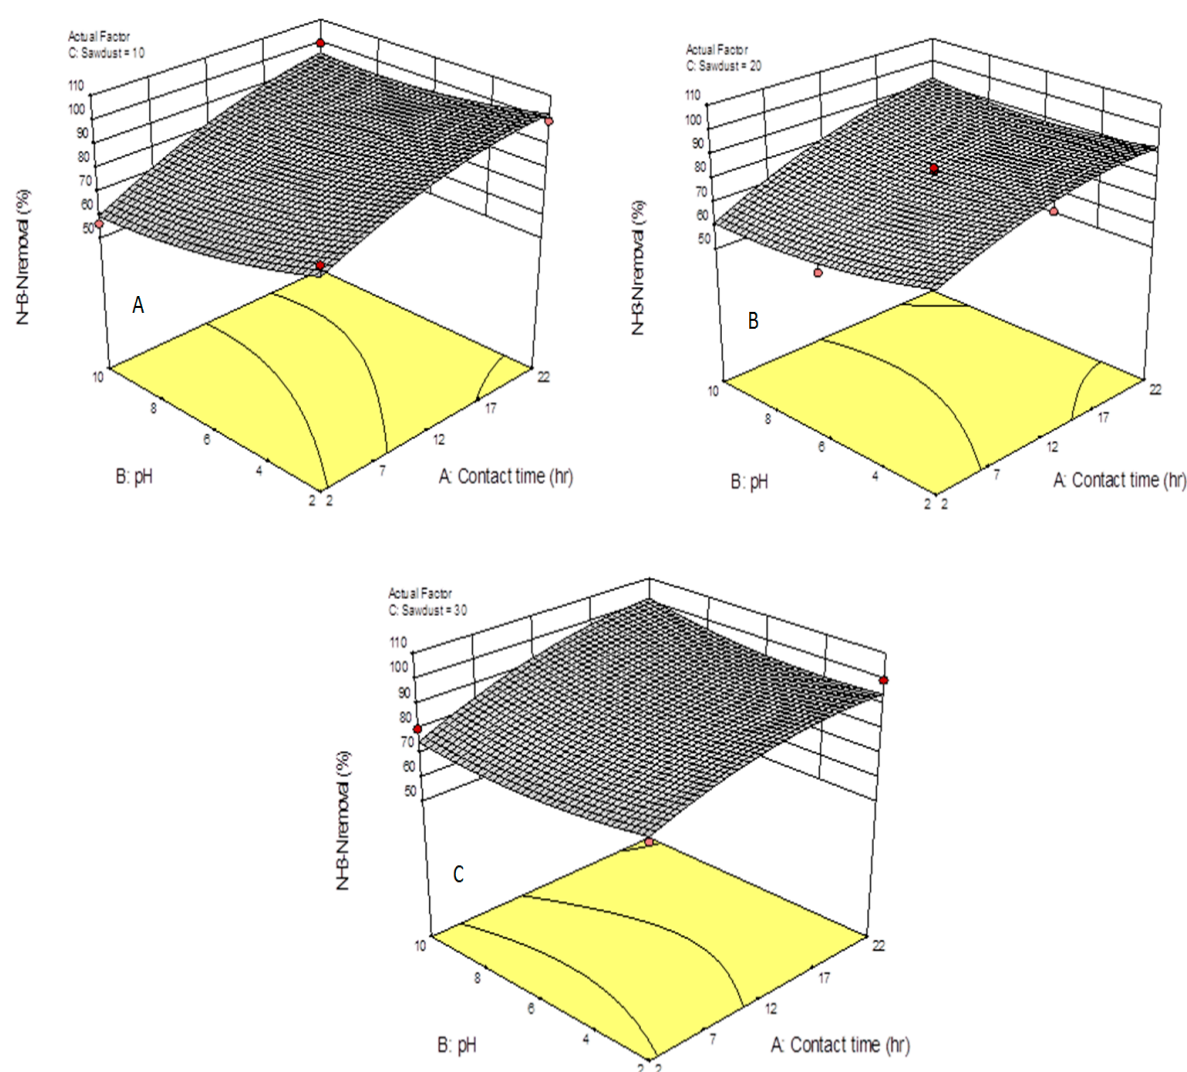 Actual Factor
C: Sawdust = 10
110
100
90
80
70
60
50
NH3-N removal (%)
A
10
8
6
4
2
2
7
12
17
22
B: pH
A: Contact time (hr)
Actual Factor
C: Sawdust = 20
110
100
90
80
70
60
50
NH3-N removal (%)
B
10
8
6
4
2
2
7
12
17
22
B: pH
A: Contact time (hr)
Actual Factor
C: Sawdust = 30
110
100
90
80
70
60
50
NH3-N removal (%)
C
10
8
6
4
2
2
7
12
17
22
B: pH
A: Contact time (hr)